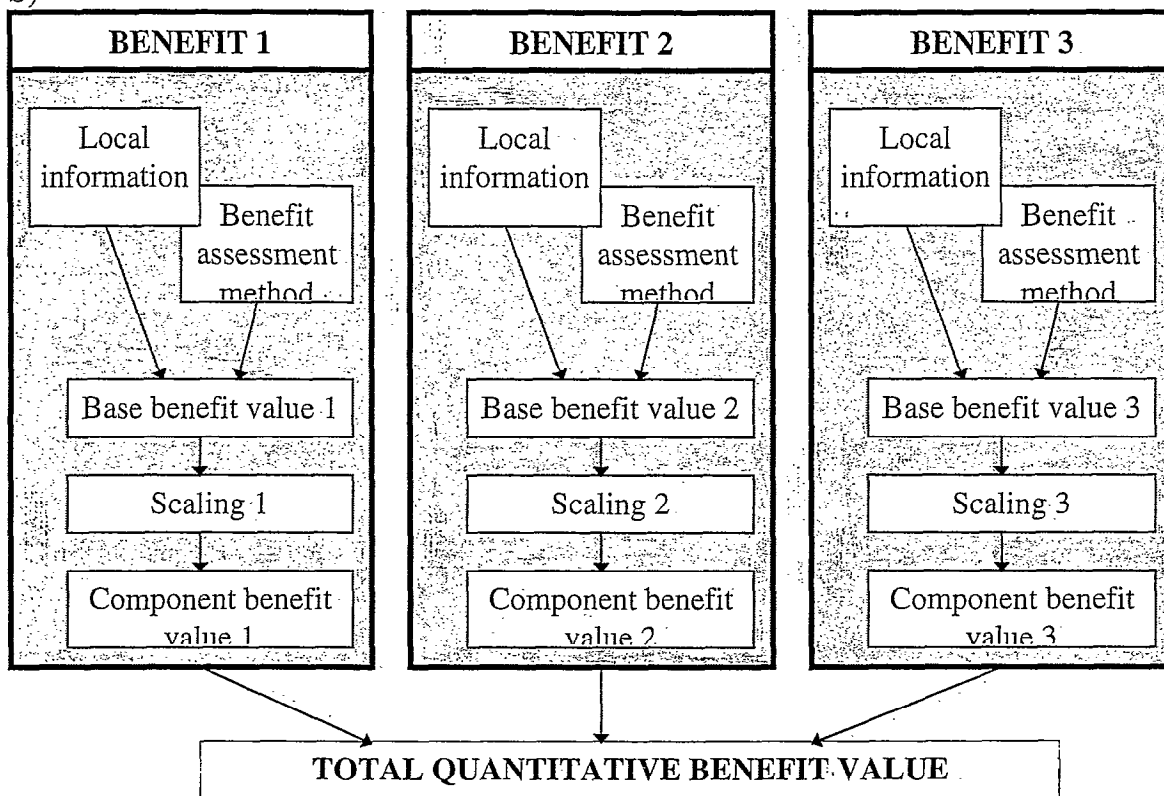 BENEFIT 1
Local
information
Benefit
assessment
method
Base benefit value 1
Scaling 1
Component benefit
value 1
BENEFIT 2
Local
information
Benefit
assessment
method
Base benefit value 2
Scaling 2
Component benefit
value 2
BENEFIT 3
Local
information
Benefit
assessment
method
Base benefit value 3
Scaling 3
Component benefit
value 3
TOTAL QUANTITATIVE BENEFIT VALUE